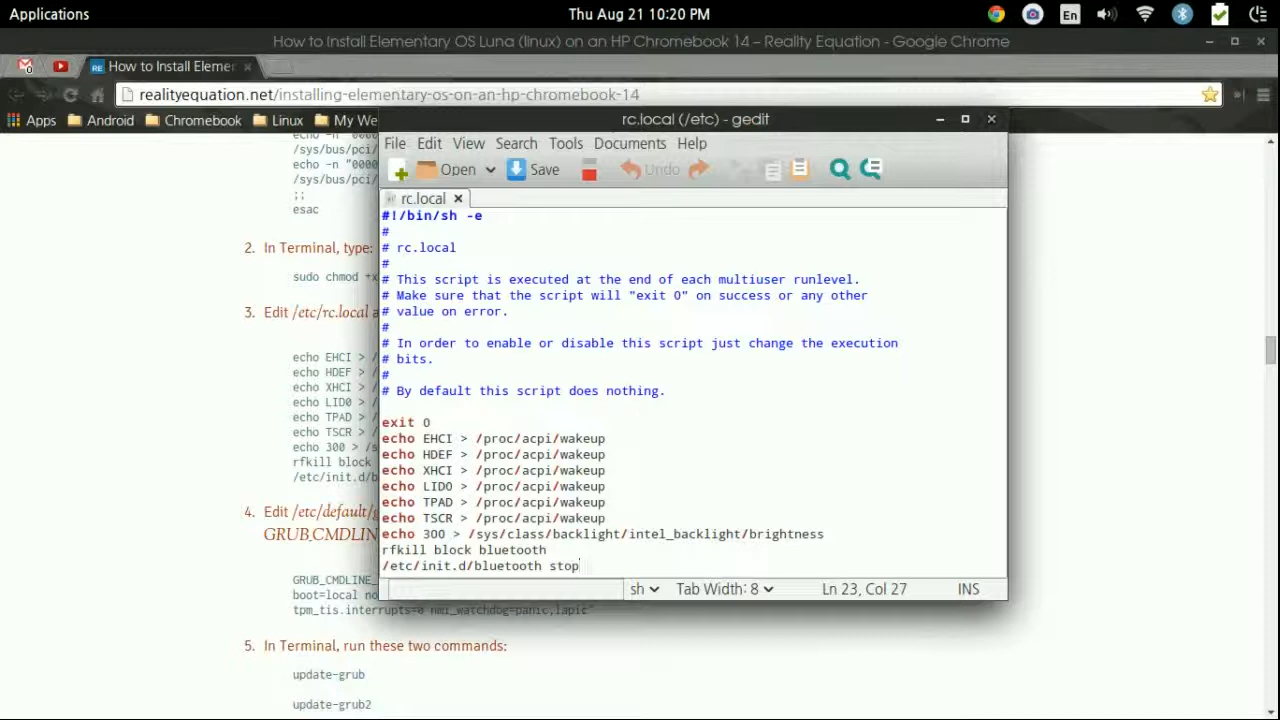 Applications
Thu Aug 21 10:20 PM
En
How to Install Elementary OS Luna (linux) on an HP Chromebook 14 – Reality Equation - Google Chrome
RE How to Install Elemen
realityequation.net/installing-elementary-os-on-an-hp-chromebook-14
Apps Android Chromebook Linux My We
echo -n "0000
/sys/bus/pci/
echo -n "0000
/sys/bus/pci/
;;
esac
2. In Terminal, type:
sudo chmod +x
3. Edit /etc/rc.local a
echo EHCI > /
echo HDEF > /
echo XHCI > /
echo LID0 > /
echo TPAD > /
echo TSCR > /
echo 300 > /s
rfkill block
/etc/init.d/b
4. Edit /etc/default/g
GRUB_CMDLIN
GRUB_CMDLINE_
boot=local no
tpm_tis.interrupts=0 nmi_watchdog=panic,lapic"
5. In Terminal, run these two commands:
update-grub
update-grub2
rc.local (/etc) - gedit
File Edit View Search Tools Documents Help
Open Save Undo
rc.local
#!/bin/sh -e
#
# rc.local
#
# This script is executed at the end of each multiuser runlevel.
# Make sure that the script will "exit 0" on success or any other
# value on error.
#
# In order to enable or disable this script just change the execution
# bits.
#
# By default this script does nothing.
exit 0
echo EHCI > /proc/acpi/wakeup
echo HDEF > /proc/acpi/wakeup
echo XHCI > /proc/acpi/wakeup
echo LID0 > /proc/acpi/wakeup
echo TPAD > /proc/acpi/wakeup
echo TSCR > /proc/acpi/wakeup
echo 300 > /sys/class/backlight/intel_backlight/brightness
rfkill block bluetooth
/etc/init.d/bluetooth stop
sh Tab Width: 8 Ln 23, Col 27 INS